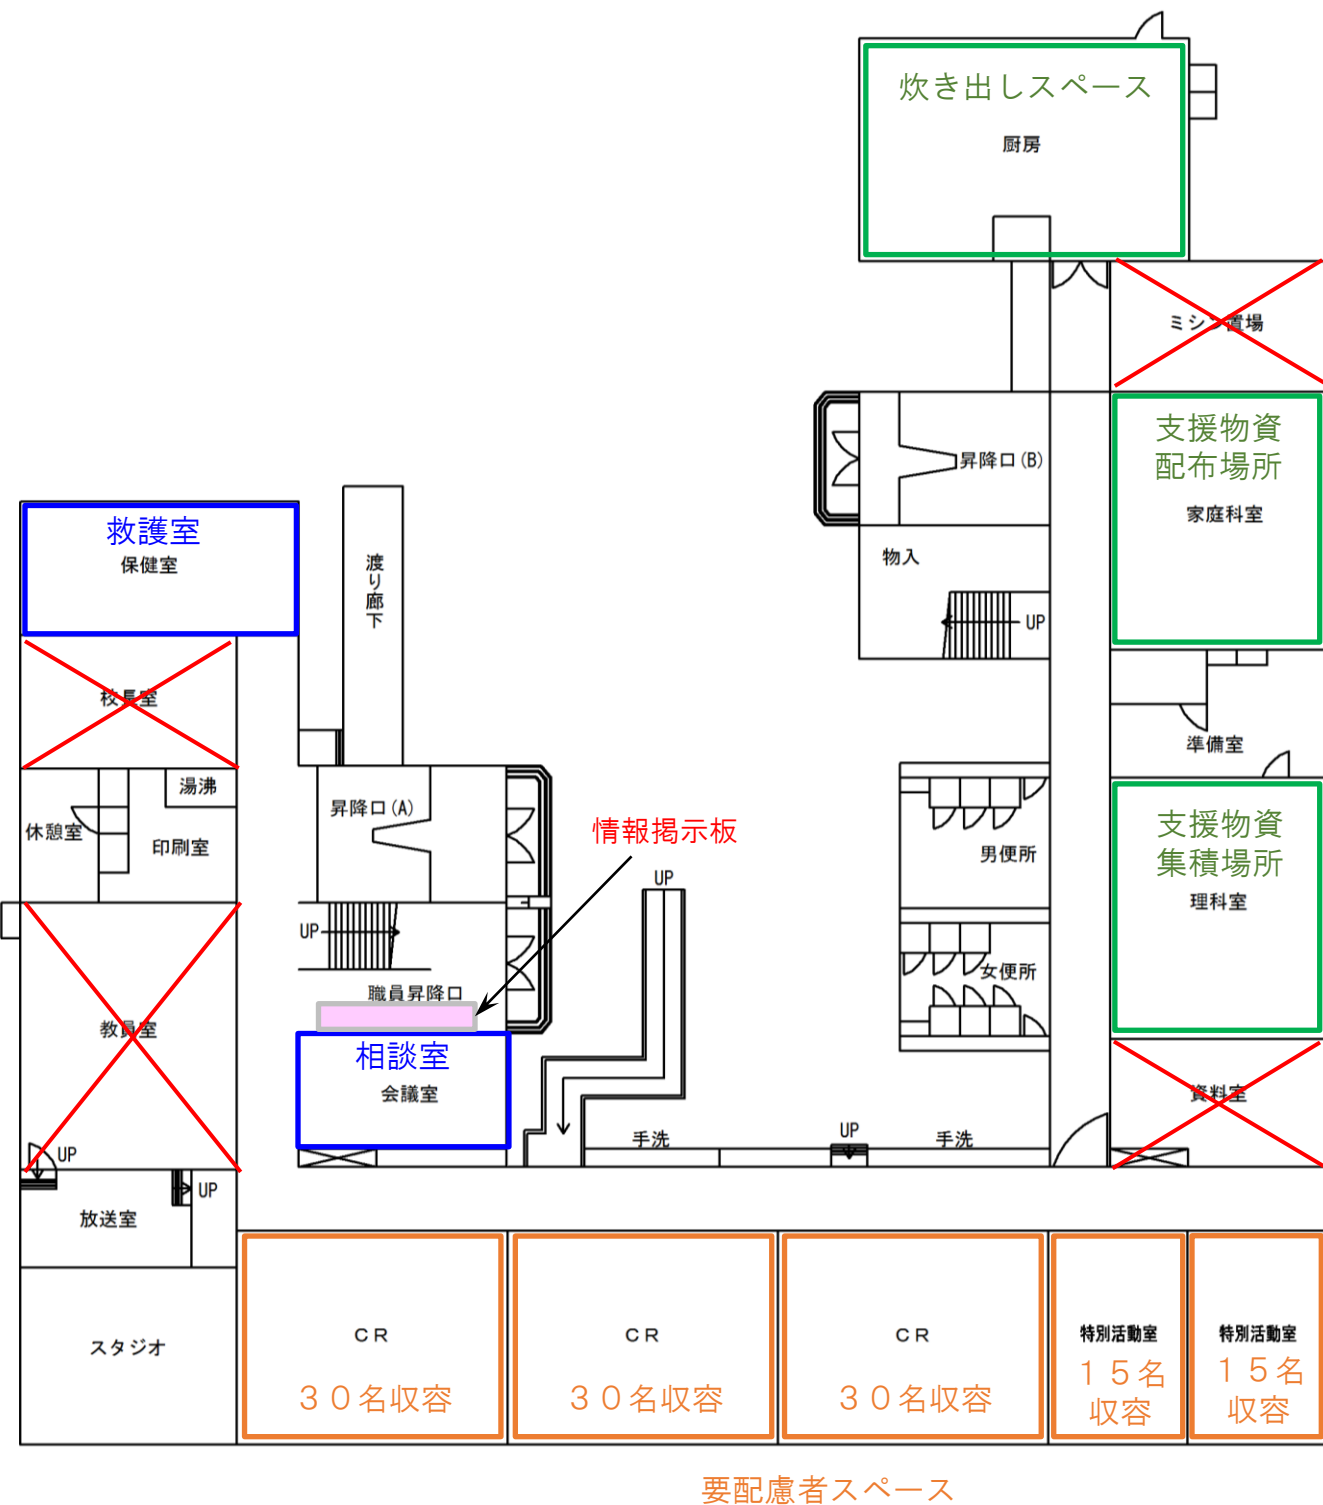 炊き出しスペース
厨房
ミシン置場
支援物資
配布場所
家庭科室
昇降口(B)
物入
UP
救護室
保健室
渡り廊下
校長室
準備室
湯沸
休憩室
印刷室
昇降口(A)
情報掲示板
男便所
支援物資
集積場所
理科室
UP
UP
女便所
職員昇降口
教員室
相談室
会議室
資料室
手洗
UP
手洗
UP
UP
放送室
スタジオ
CR
CR
CR
特別活動室
特別活動室
30名収容
30名収容
30名収容
15名
収容
15名
収容
要配慮者スペース